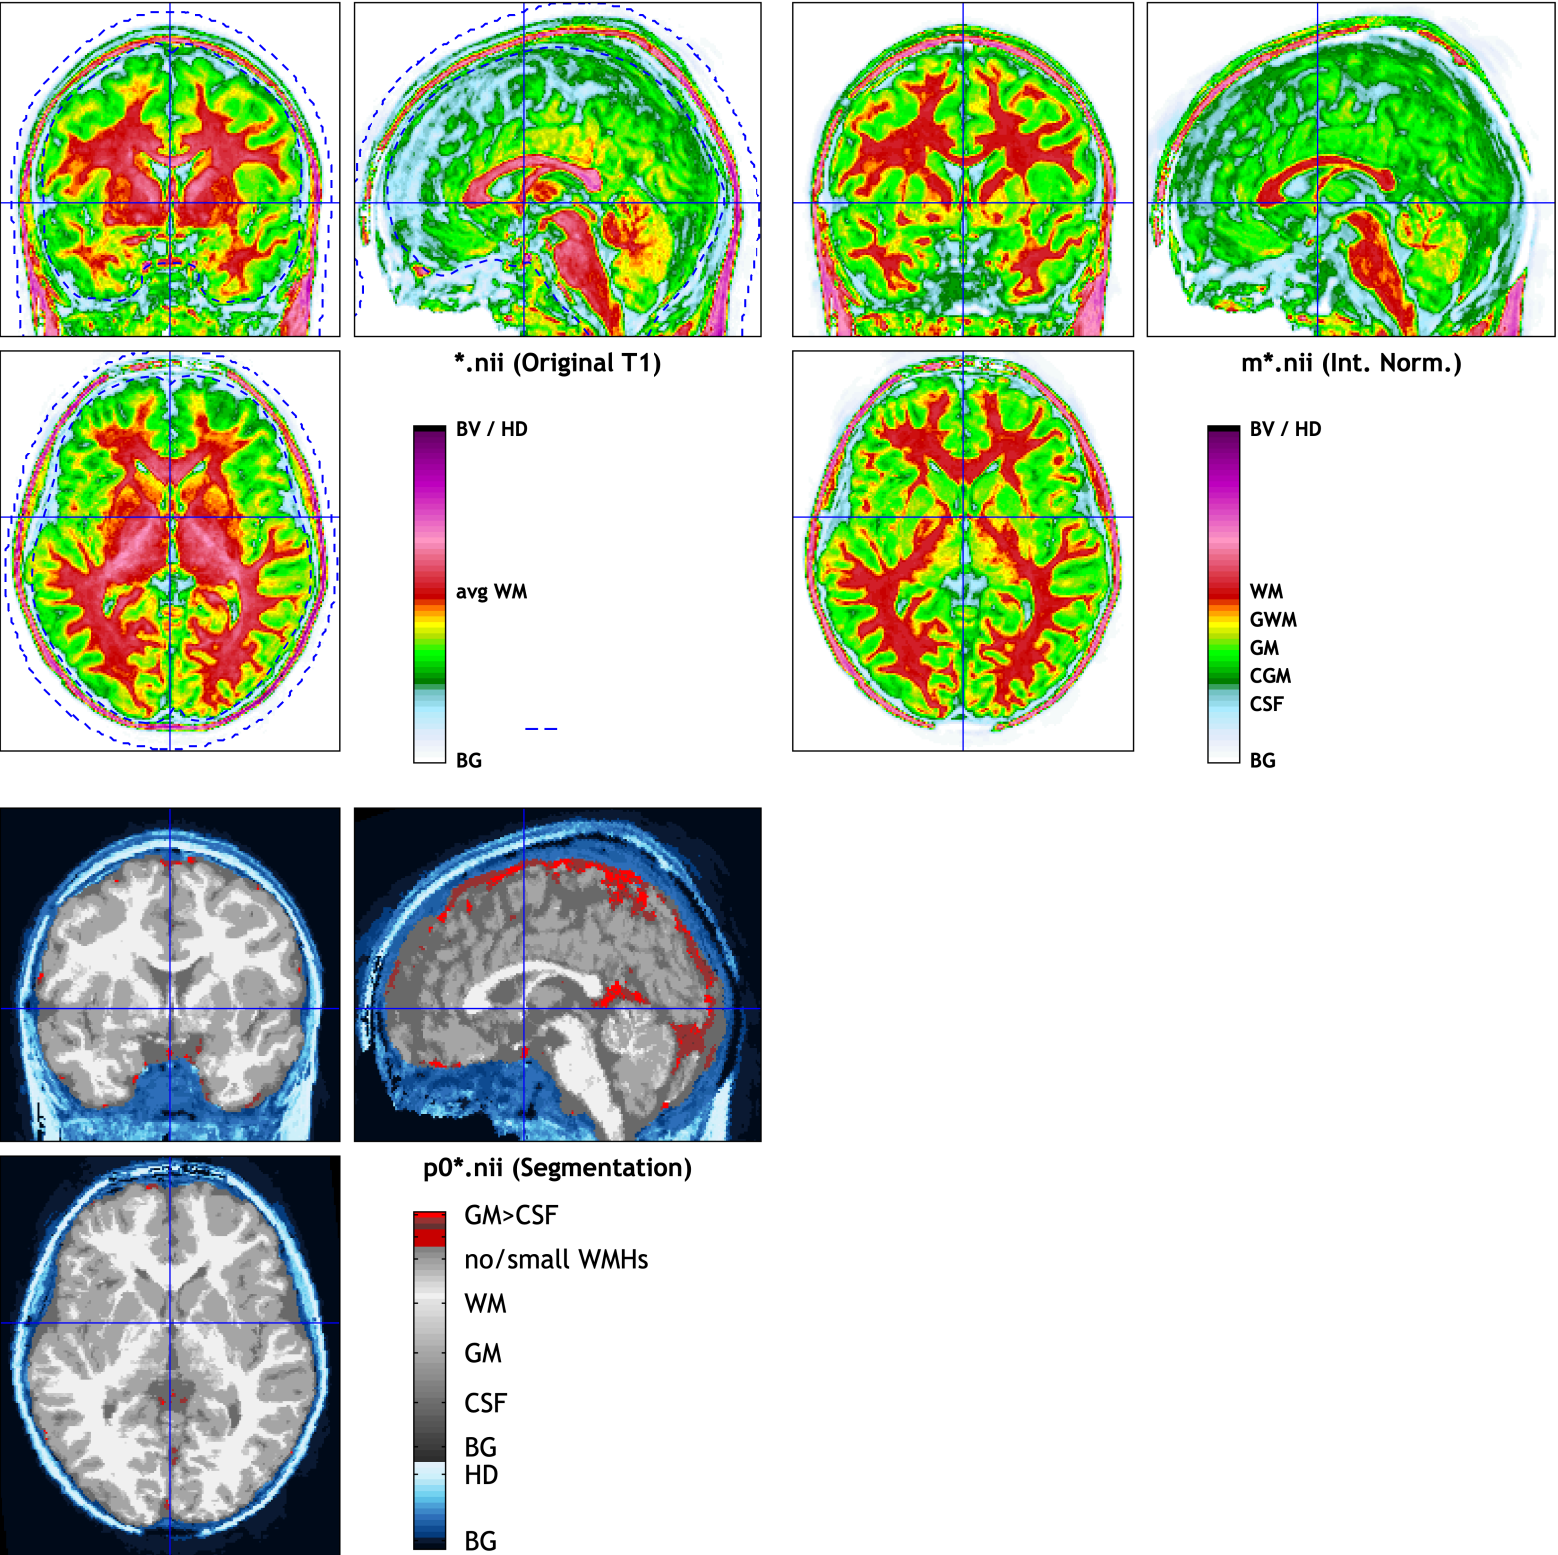 *.nii (Original T1)
BV / HD
avg WM
BG
m*.nii (Int. Norm.)
BV / HD
WM
GWM
GM
CGM
CSF
BG
p0*.nii (Segmentation)
GM>CSF
no/small WMHs
WM
GM
CSF
BG
HD
BG